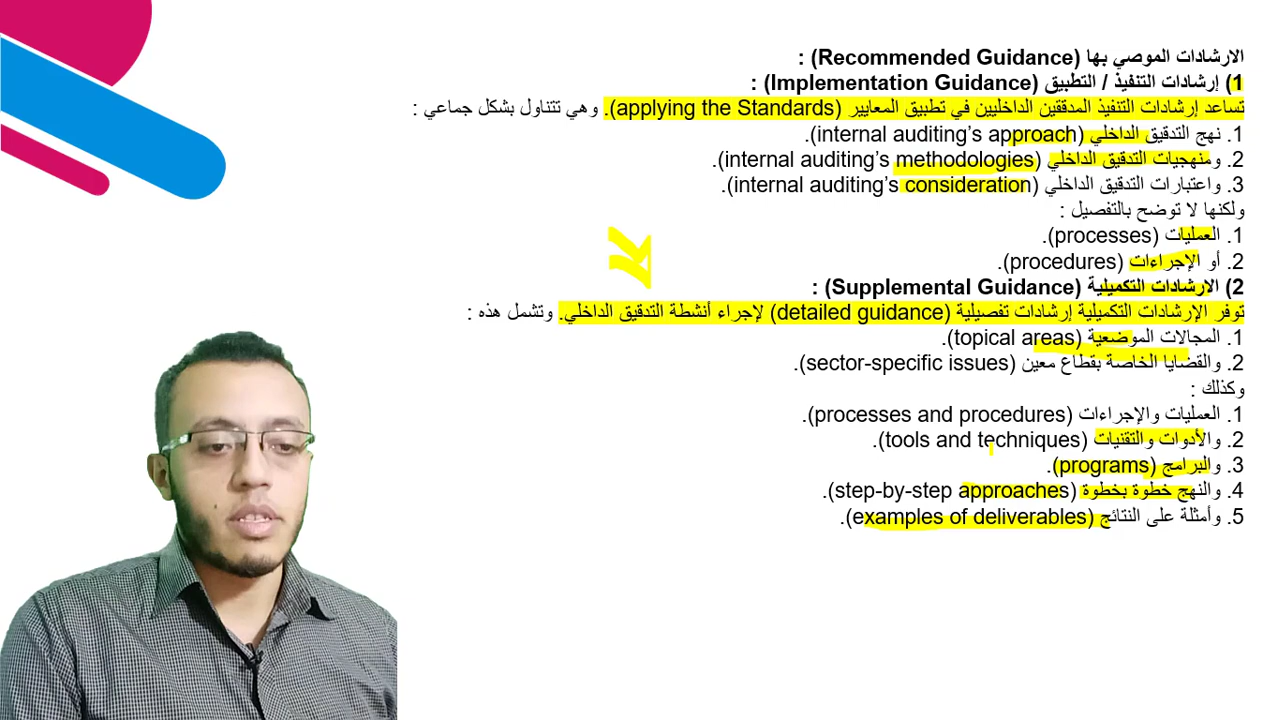 الارشادات الموصي بها (Recommended Guidance) :
1) إرشادات التنفيذ / التطبيق (Implementation Guidance) :
تساعد إرشادات التنفيذ المدققين الداخليين في تطبيق المعايير (applying the Standards). وهي تتناول بشكل جماعي :
1. نهج التدقيق الداخلي (internal auditing’s approach).
2. ومنهجيات التدقيق الداخلي (internal auditing’s methodologies).
3. واعتبارات التدقيق الداخلي (internal auditing’s consideration).
ولكنها لا توضح بالتفصيل :
1. العمليات (processes).
2. أو الإجراءات (procedures).
2) الارشادات التكميلية (Supplemental Guidance) :
توفر الإرشادات التكميلية إرشادات تفصيلية (detailed guidance) لإجراء أنشطة التدقيق الداخلي. وتشمل هذه :
1. المجالات الموضعية (topical areas).
2. والقضايا الخاصة بقطاع معين (sector-specific issues).
وكذلك :
1. العمليات والإجراءات (processes and procedures).
2. والأدوات والتقنيات (tools and techniques).
3. والبرامج (programs).
4. والنهج خطوة بخطوة (step-by-step approaches).
5. وأمثلة على النتائج (examples of deliverables).